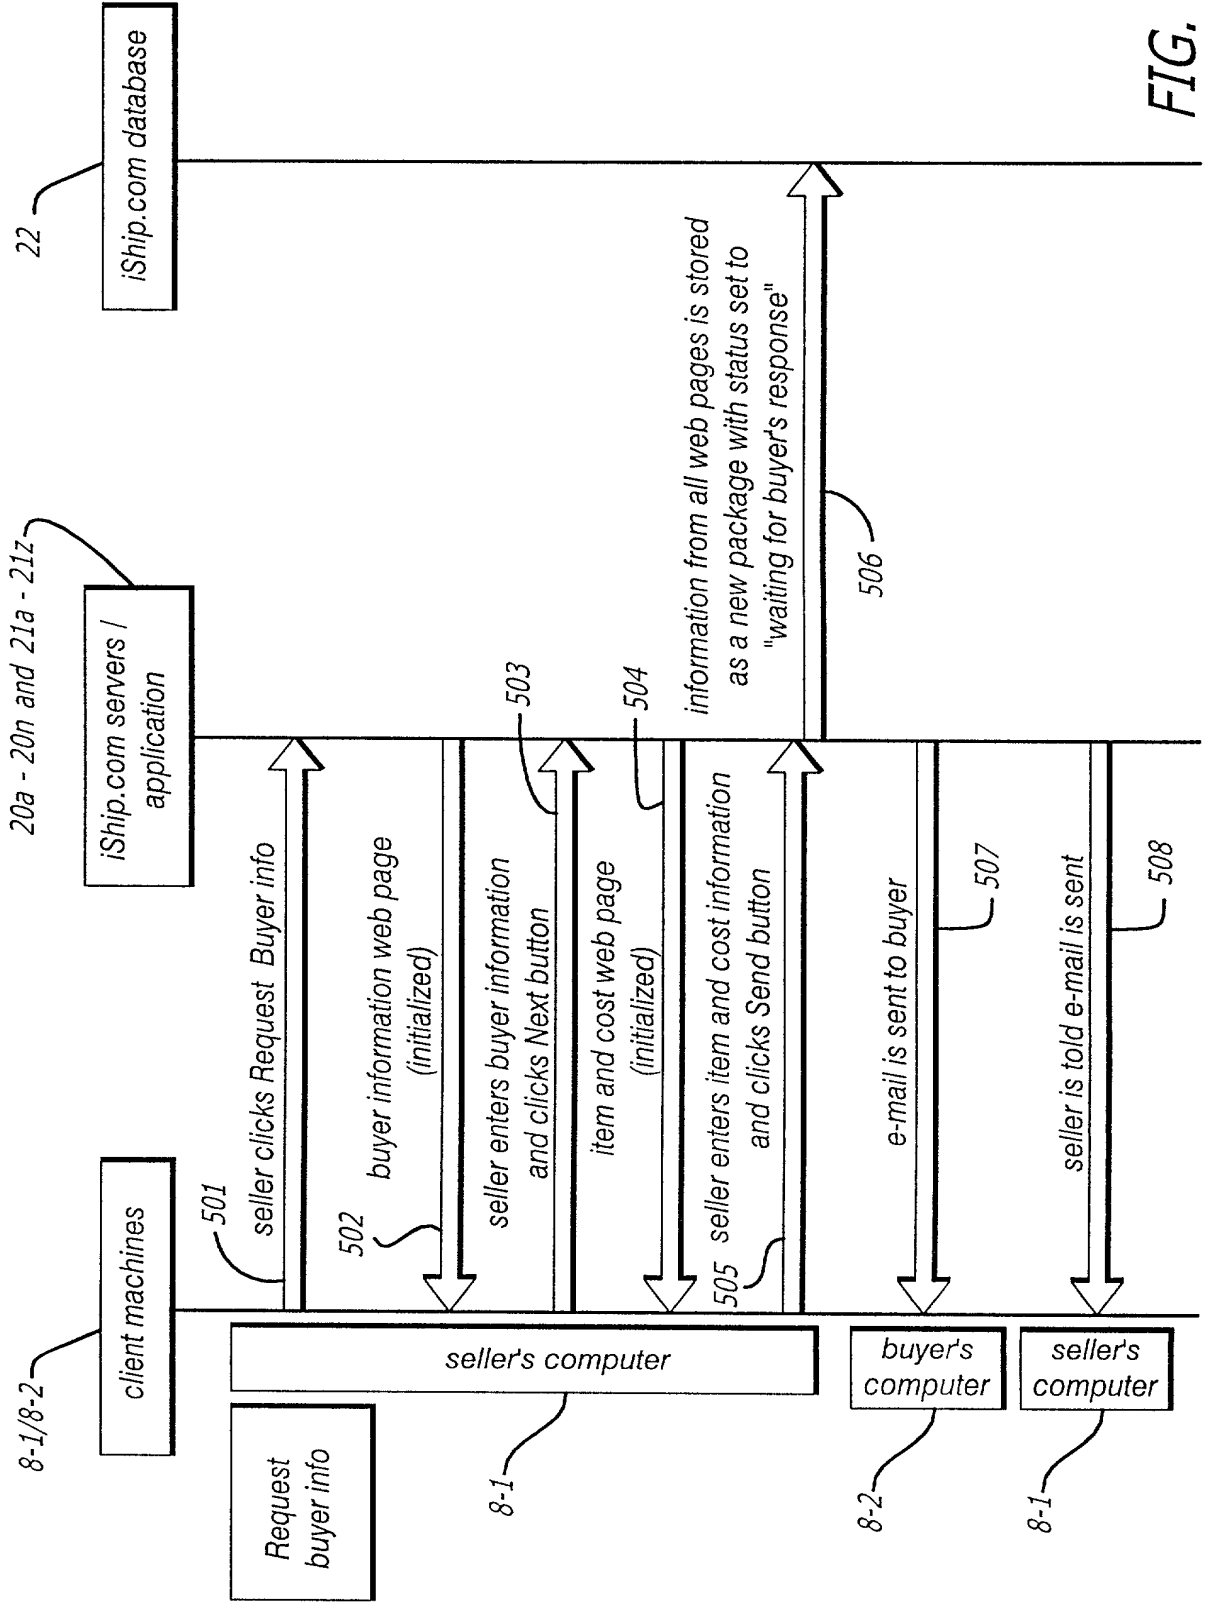 8-1/8-2
20a - 20n and 21a - 21z
22
client machines
iShip.com servers /
application
iShip.com database
Request
buyer info
seller's computer
8-1
501
seller clicks Request Buyer info
502
buyer information web page
(initialized)
seller enters buyer information
and clicks Next button
503
item and cost web page
(initialized)
504
505
seller enters item and cost information
and clicks Send button
information from all web pages is stored
as a new package with status set to
"waiting for buyer's response"
506
buyer's
computer
8-2
e-mail is sent to buyer
507
seller's
computer
8-1
seller is told e-mail is sent
508
FIG.